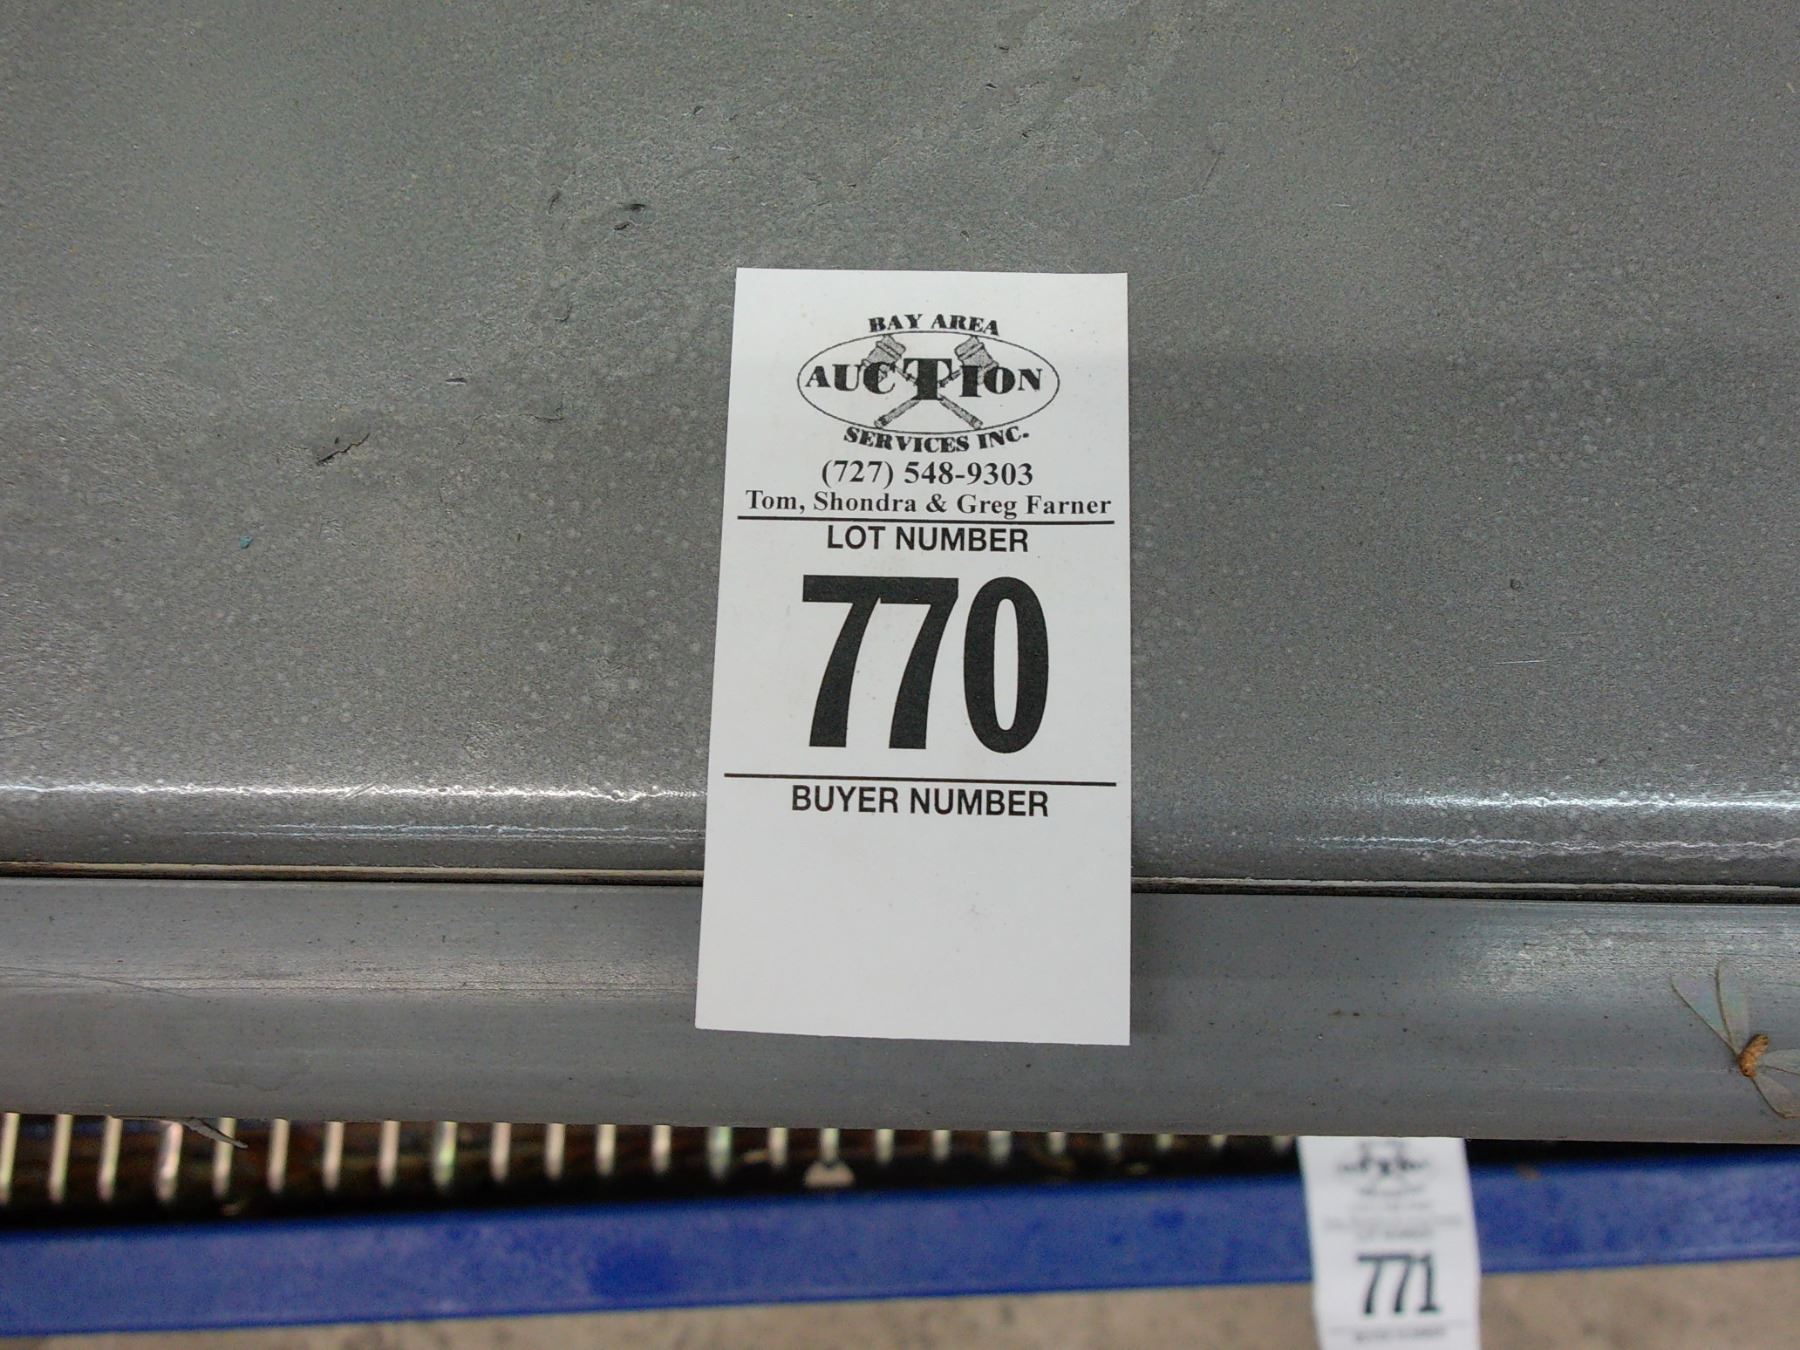 BAY AREA
AUCTION
SERVICES INC.
(727) 548-9303
Tom, Shondra & Greg Farner
LOT NUMBER
770
BUYER NUMBER
771